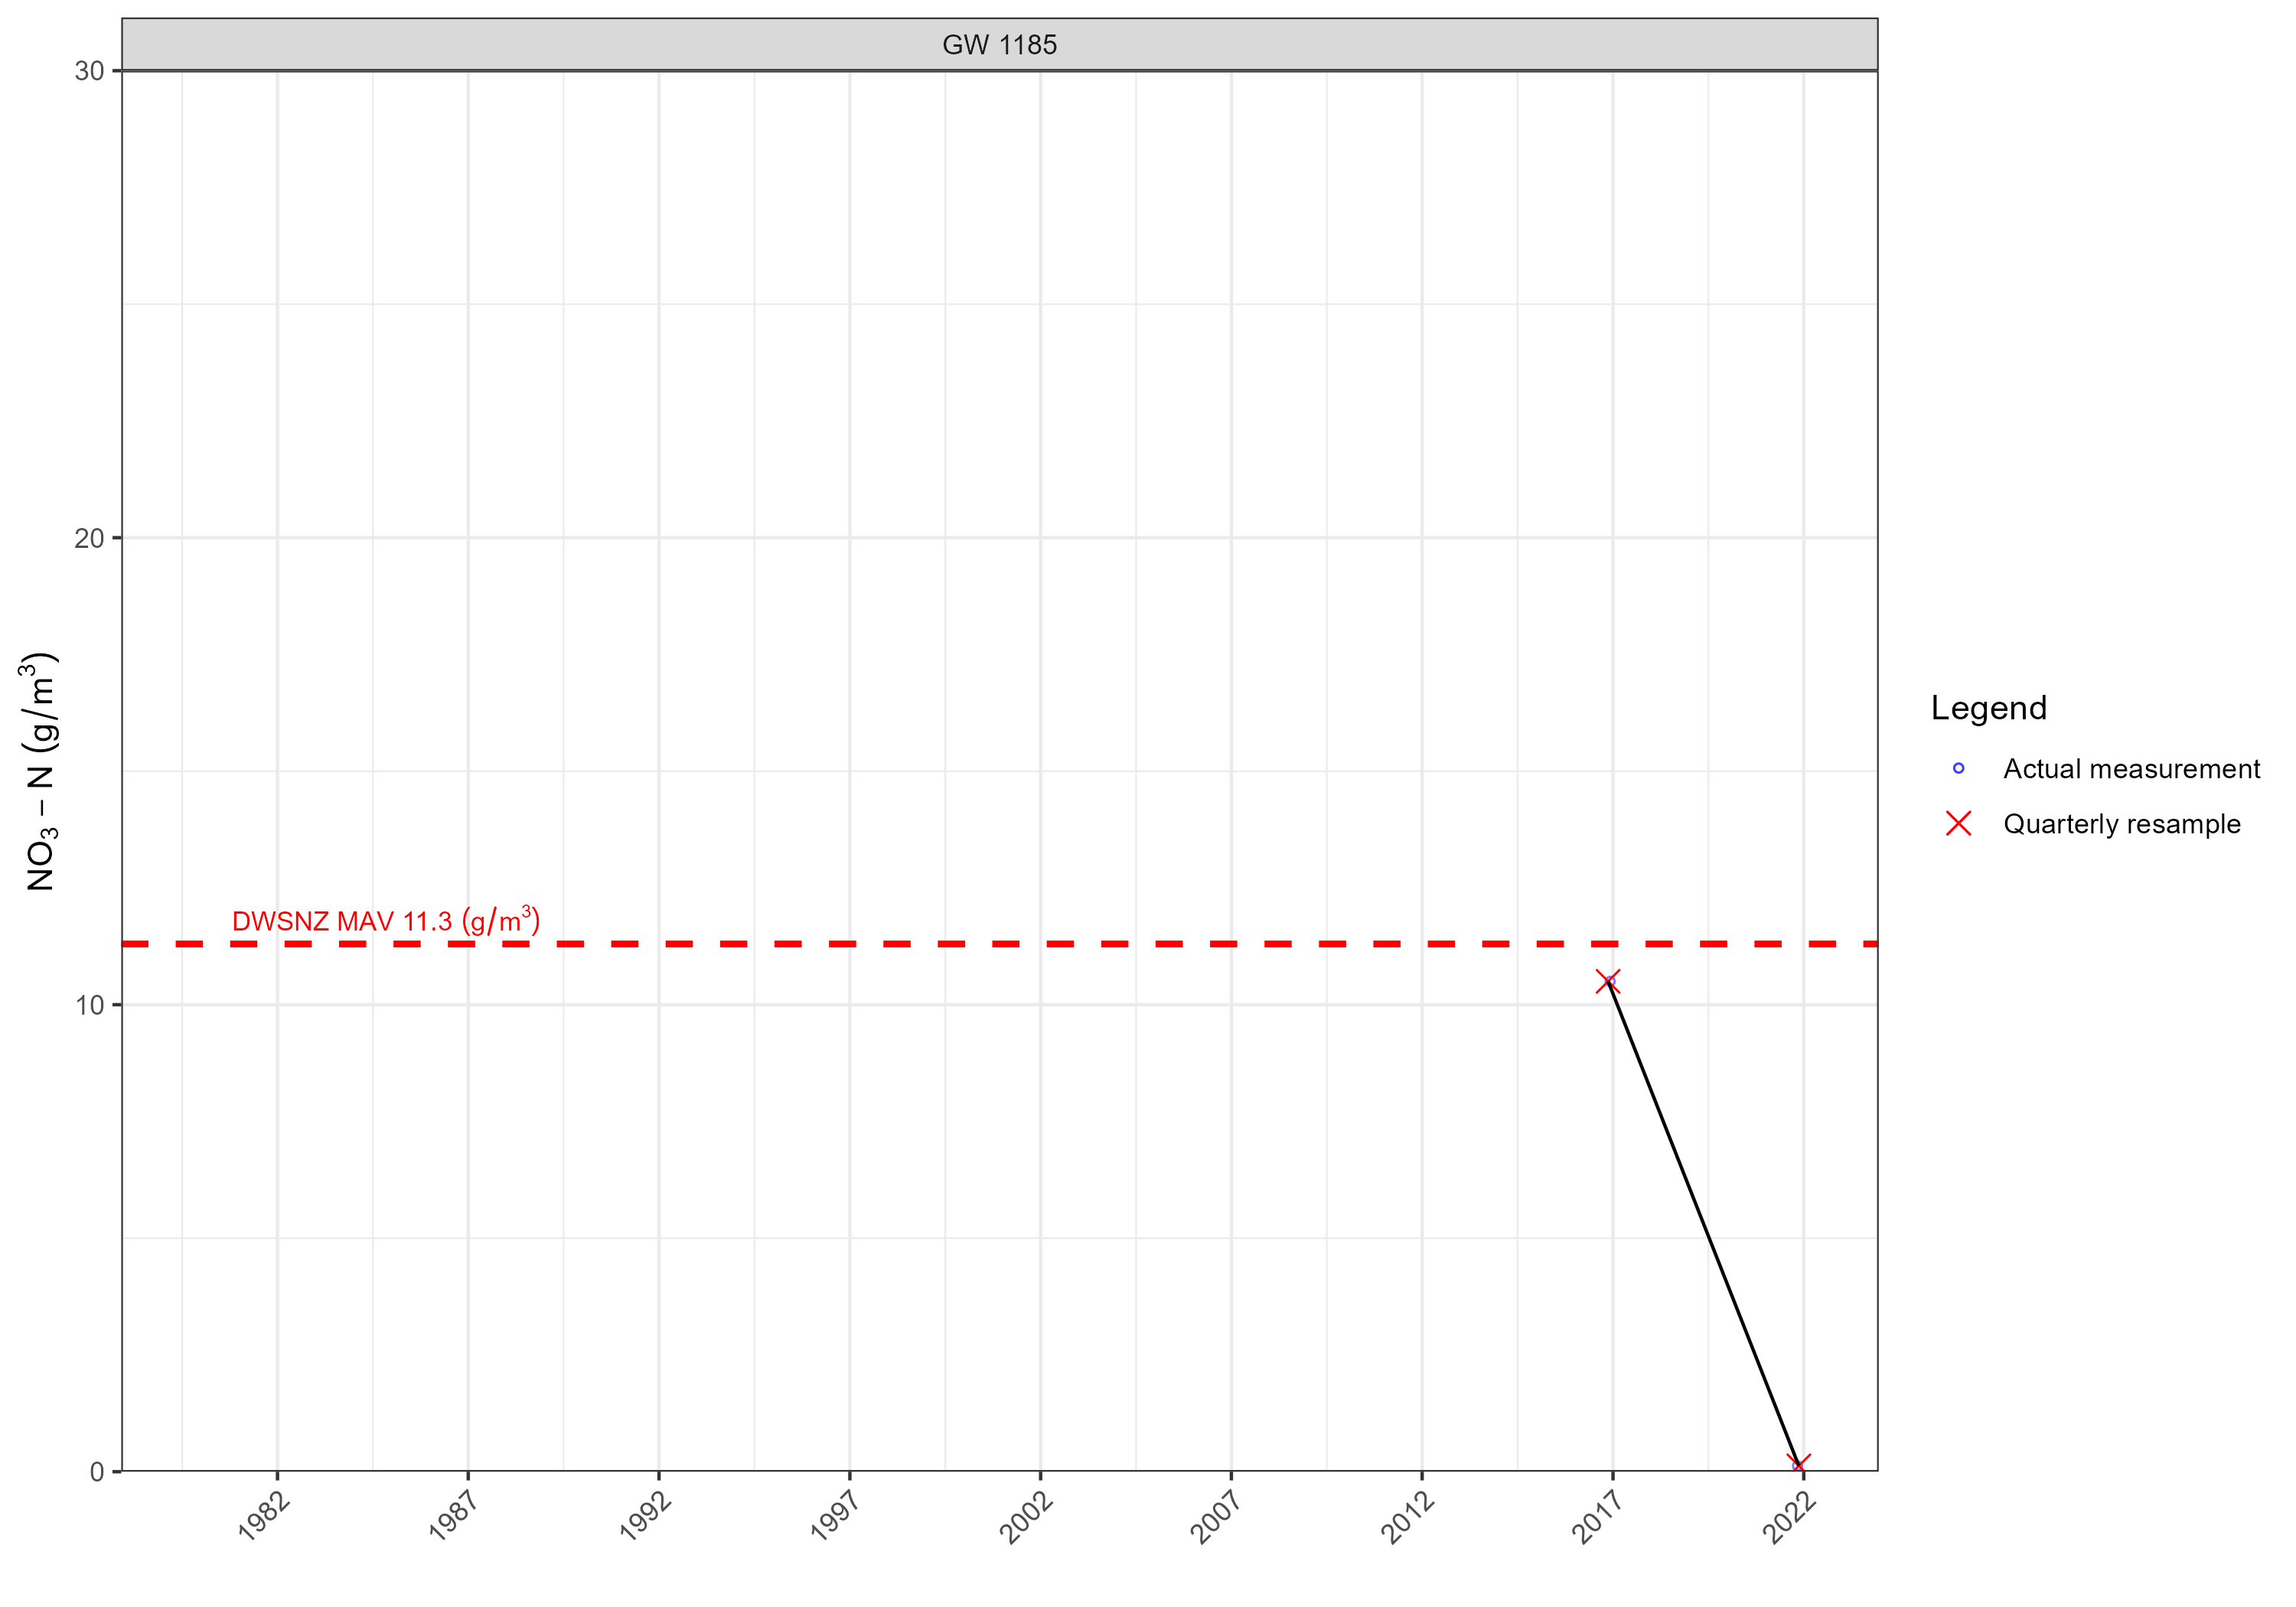 GW 1185
30
20
10
0
NO₃ – N (g/m³)
DWSNZ MAV 11.3 (g/m³)
1982
1987
1992
1997
2002
2007
2012
2017
2022
Legend
Actual measurement
Quarterly resample